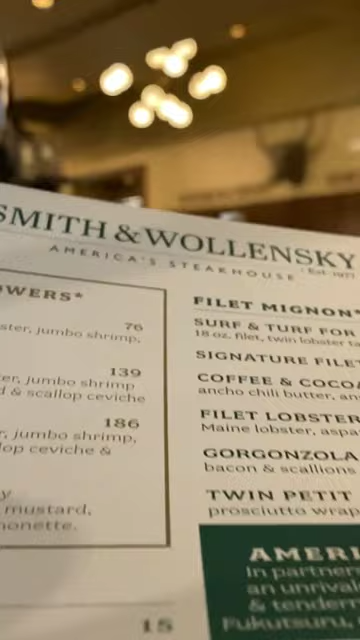 SMITH & WOLLENSKY
AMERICA'S STEAKHOUSE
Est. 1977
OWERS*
76
ster, jumbo shrimp,
139
ter, jumbo shrimp
d & scallop ceviche
186
r, jumbo shrimp,
lop ceviche &
y
mustard,
nonette.
15
FILET MIGNON*
SURF & TURF FOR
18 oz. filet, twin lobster ta
SIGNATURE FILET
COFFEE & COCOA
ancho chili butter, an
FILET LOBSTER
Maine lobster, aspa
GORGONZOLA
bacon & scallions
TWIN PETIT
prosciutto wrap
AMERI
In partner
an unrival
& tender
Fukutsuru,